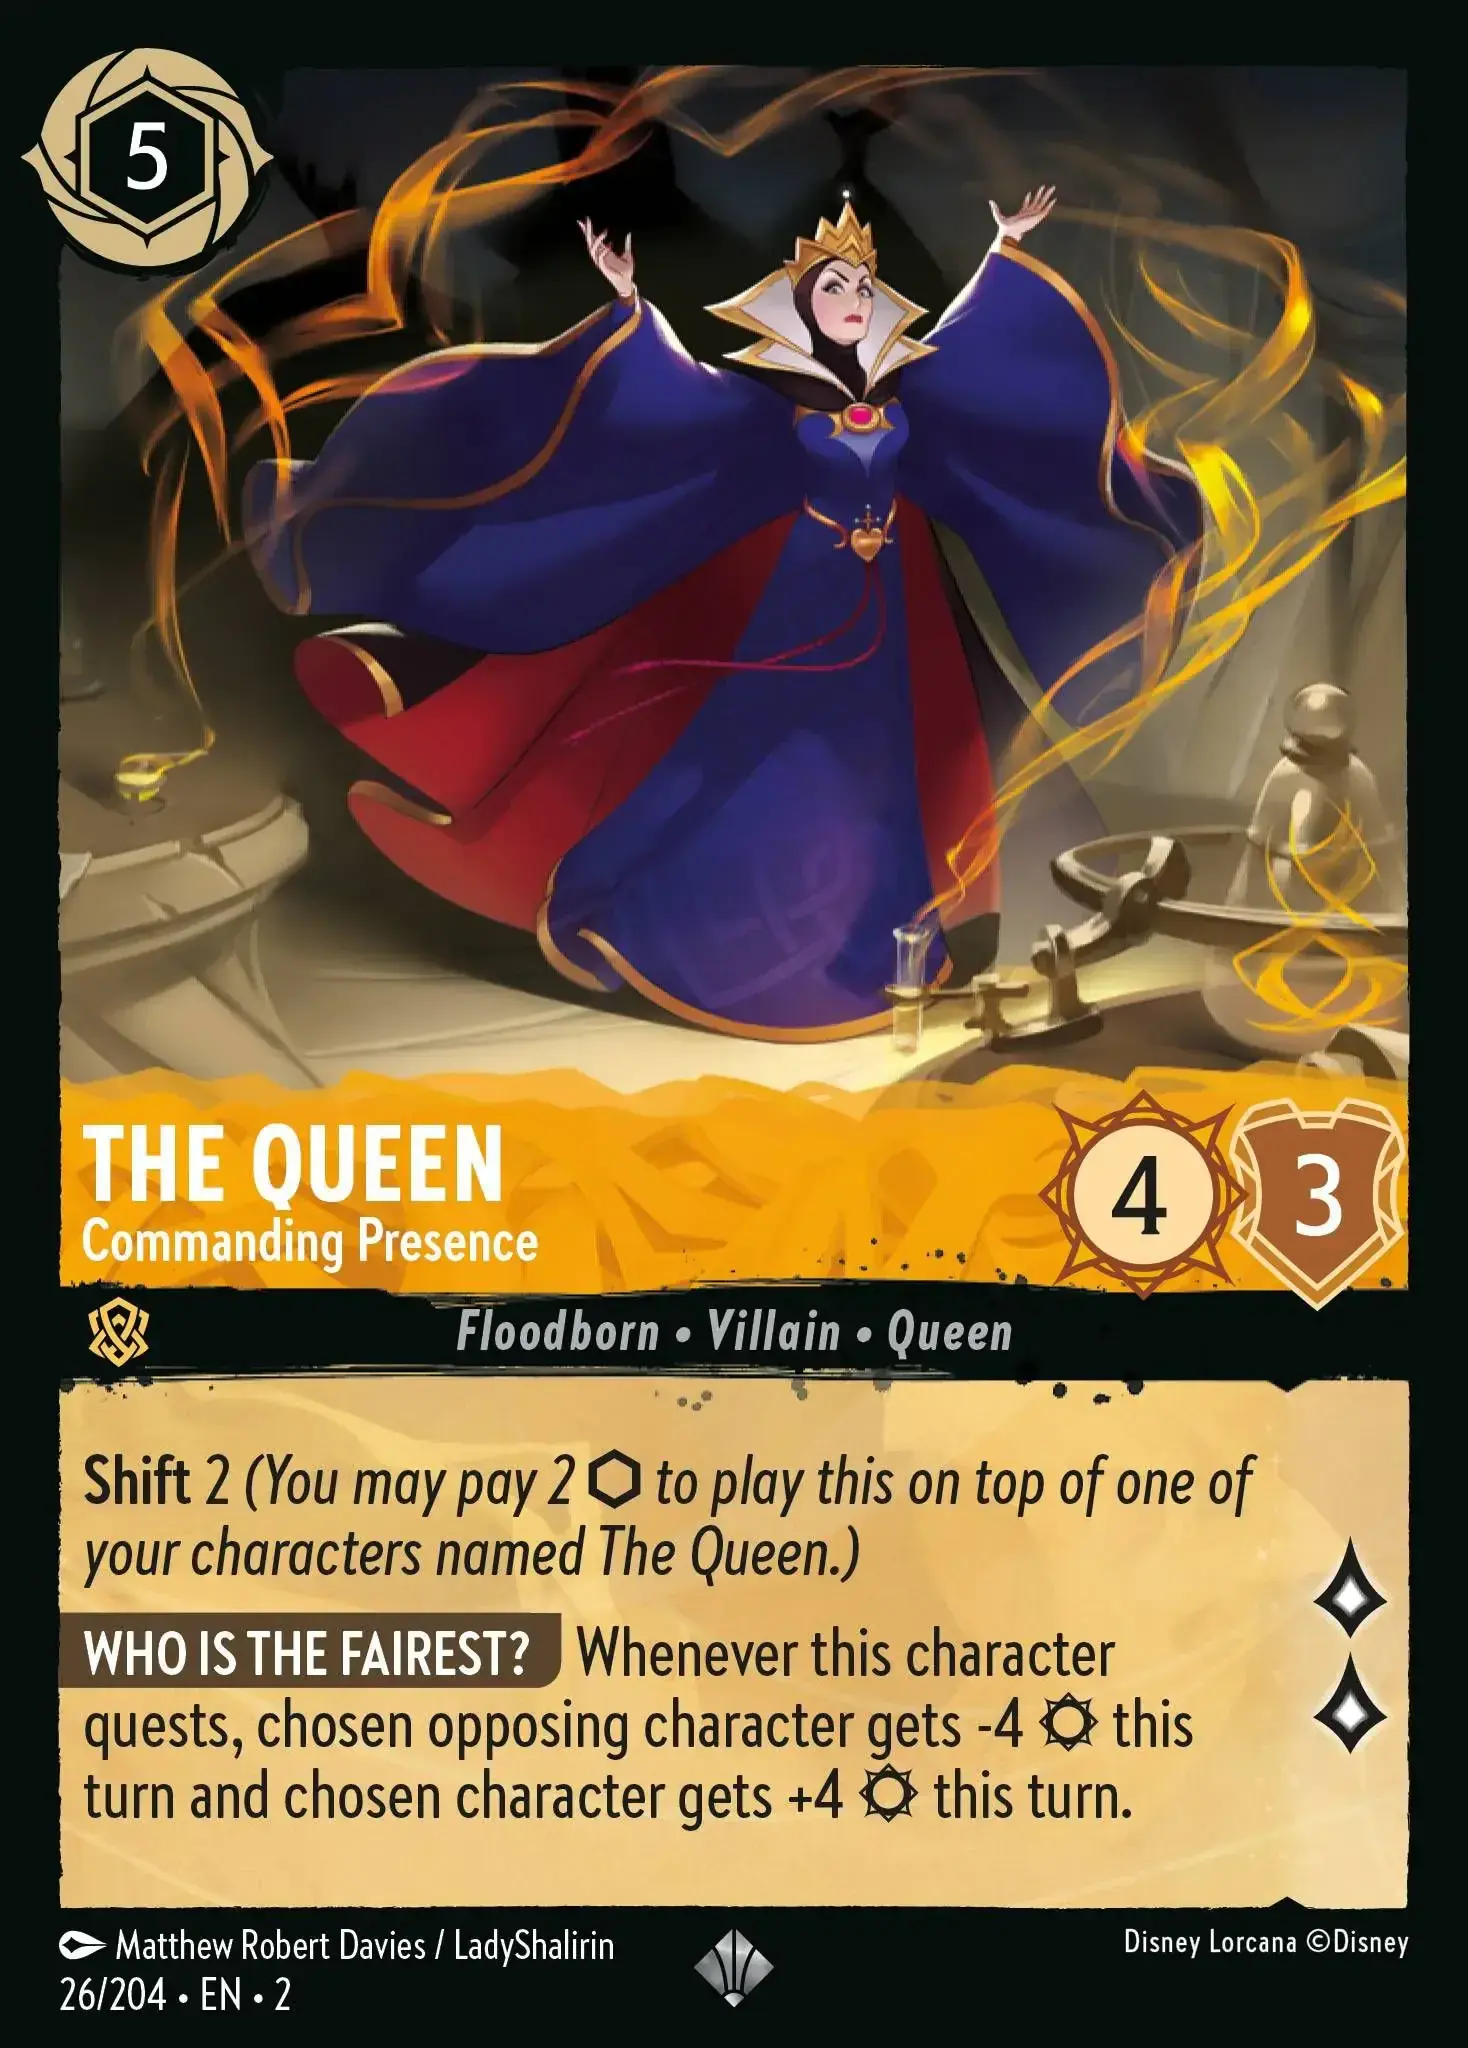 5
THE QUEEN
Commanding Presence
4
3
Floodborn • Villain • Queen
Shift 2 (You may pay 2 ⬡ to play this on top of one of
your characters named The Queen.)
WHO IS THE FAIREST? Whenever this character
quests, chosen opposing character gets -4 ¤ this
turn and chosen character gets +4 ¤ this turn.
Matthew Robert Davies / LadyShalirin
Disney Lorcana ©Disney
26/204 • EN • 2